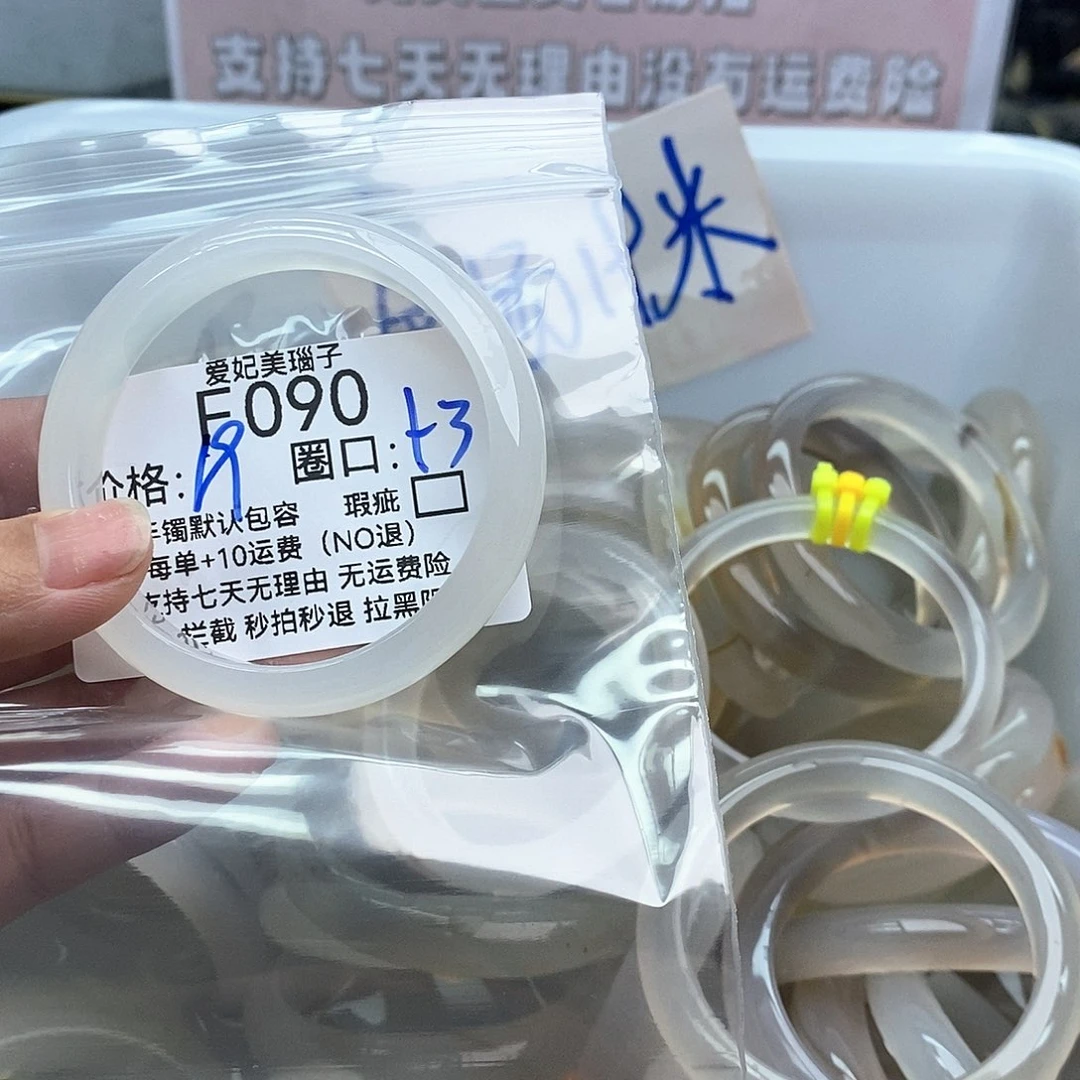 支持七天无理由没有运费险
米
爱妃美瑙子
F090
价格:19 圈口:53
手镯默认包容 瑕疵
每单+10运费（NO退）
支持七天无理由 无运费险
拦截 秒拍秒退 拉黑